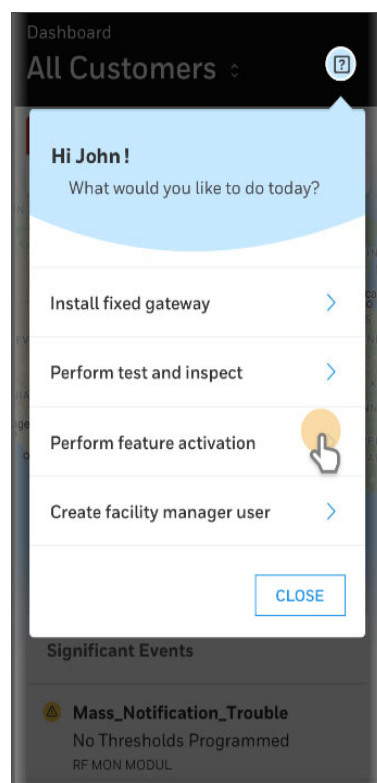 Dashboard
All Customers
Hi John!
What would you like to do today?
Install fixed gateway
Perform test and inspect
Perform feature activation
Create facility manager user
CLOSE
Significant Events
Mass_Notification_Trouble
No Thresholds Programmed
RF MON MODUL